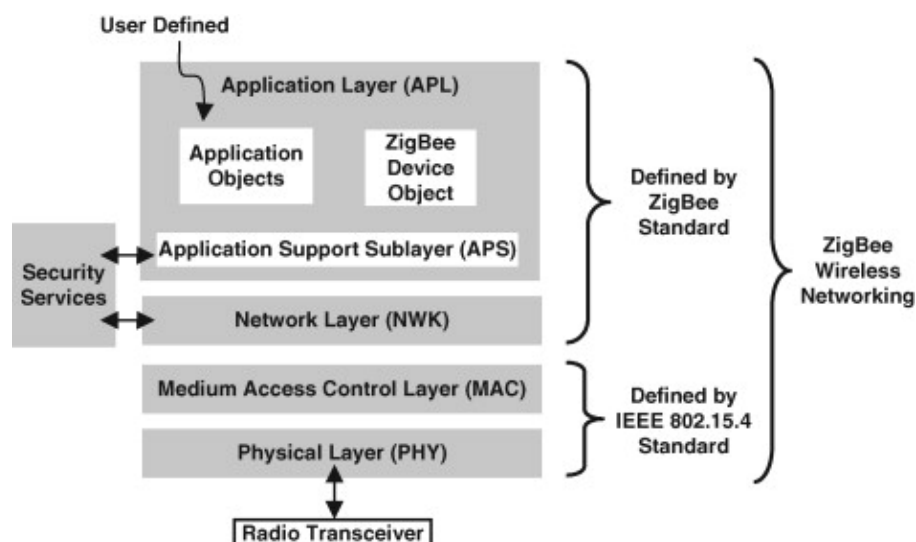 User Defined
Application Layer (APL)
Application
Objects
ZigBee
Device
Object
Application Support Sublayer (APS)
Security
Services
Network Layer (NWK)
Medium Access Control Layer (MAC)
Physical Layer (PHY)
Radio Transceiver
Defined by
ZigBee
Standard
Defined by
IEEE 802.15.4
Standard
ZigBee
Wireless
Networking